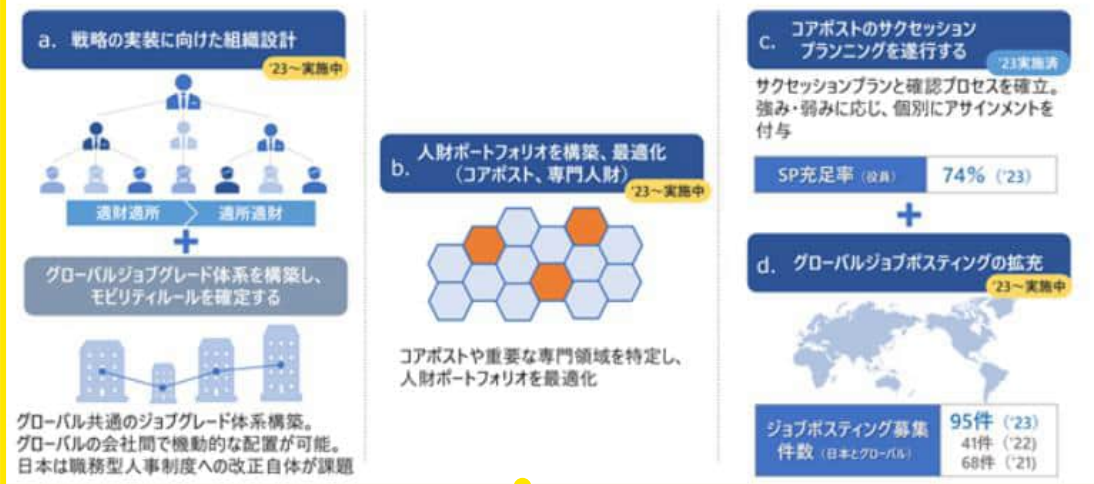 a. 戦略の実装に向けた組織設計
'23～実施中
適財適所
適所適財
+
グローバルジョブグレード体系を構築し、
モビリティルールを確定する
グローバル共通のジョブグレード体系構築。
グローバルの会社間で機動的な配置が可能。
日本は職務型人事制度への改正自体が課題
b. 人財ポートフォリオを構築、最適化
（コアポスト、専門人財）
'23～実施中
コアポストや重要な専門領域を特定し、
人財ポートフォリオを最適化
c. コアポストのサクセッション
プランニングを遂行する
'23実施済
サクセッションプランと確認プロセスを確立。
強み・弱みに応じ、個別にアサインメントを
付与
SP充足率（役員） 74%（'23）
+
d. グローバルジョブポスティングの拡充
'23～実施中
ジョブポスティング募集
件数（日本とグローバル）
95件（'23）
41件（'22）
68件（'21）